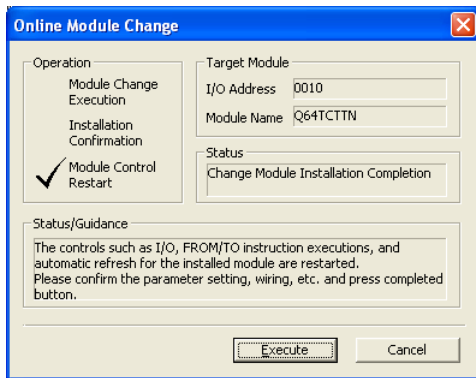 Online Module Change
Operation
Module Change
Execution
Installation
Confirmation
Module Control
Restart
Target Module
I/O Address 0010
Module Name Q64TCTTN
Status
Change Module Installation Completion
Status/Guidance
The controls such as I/O, FROM/TO instruction executions, and
automatic refresh for the installed module are restarted.
Please confirm the parameter setting, wiring, etc. and press completed
button.
Execute Cancel